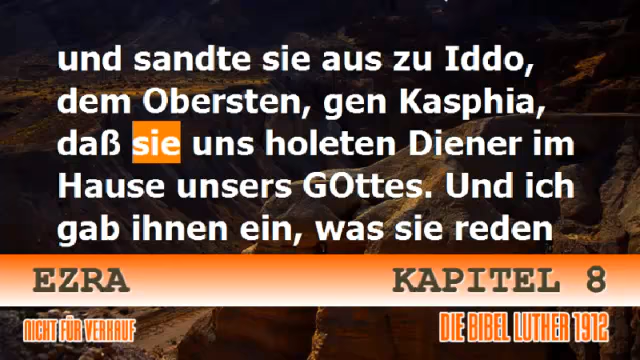 und sandte sie aus zu Iddo,
dem Obersten, gen Kasphia,
daß sie uns holeten Diener im
Hause unsers GOttes. Und ich
gab ihnen ein, was sie reden
EZRA KAPITEL 8
NICHT FÜR VERKAUF DIE BIBEL LUTHER 1912